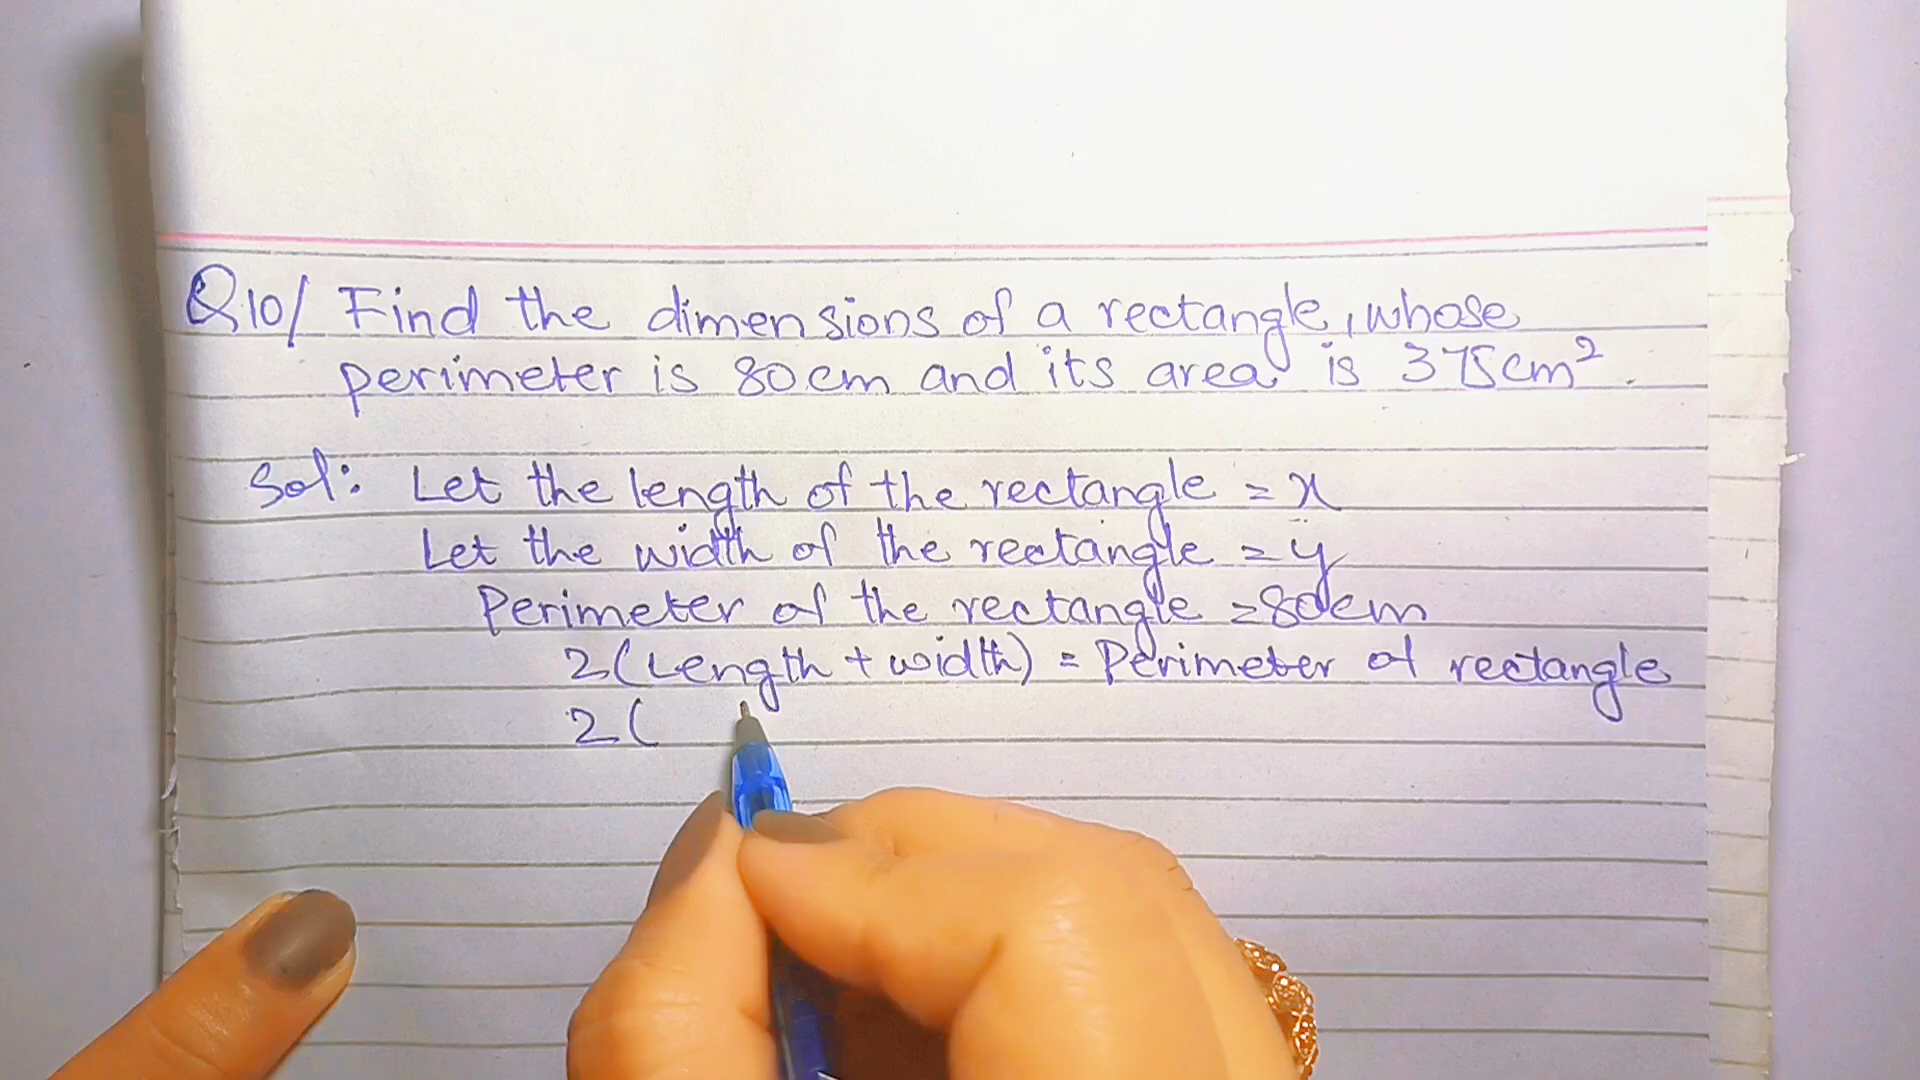 Q10/ Find the dimensions of a rectangle, whose
perimeter is 80cm and its area is 375cm².
Sol: Let the length of the rectangle = x
Let the width of the rectangle = y
Perimeter of the rectangle = 80cm
2(Length + width) = Perimeter of rectangle
2(